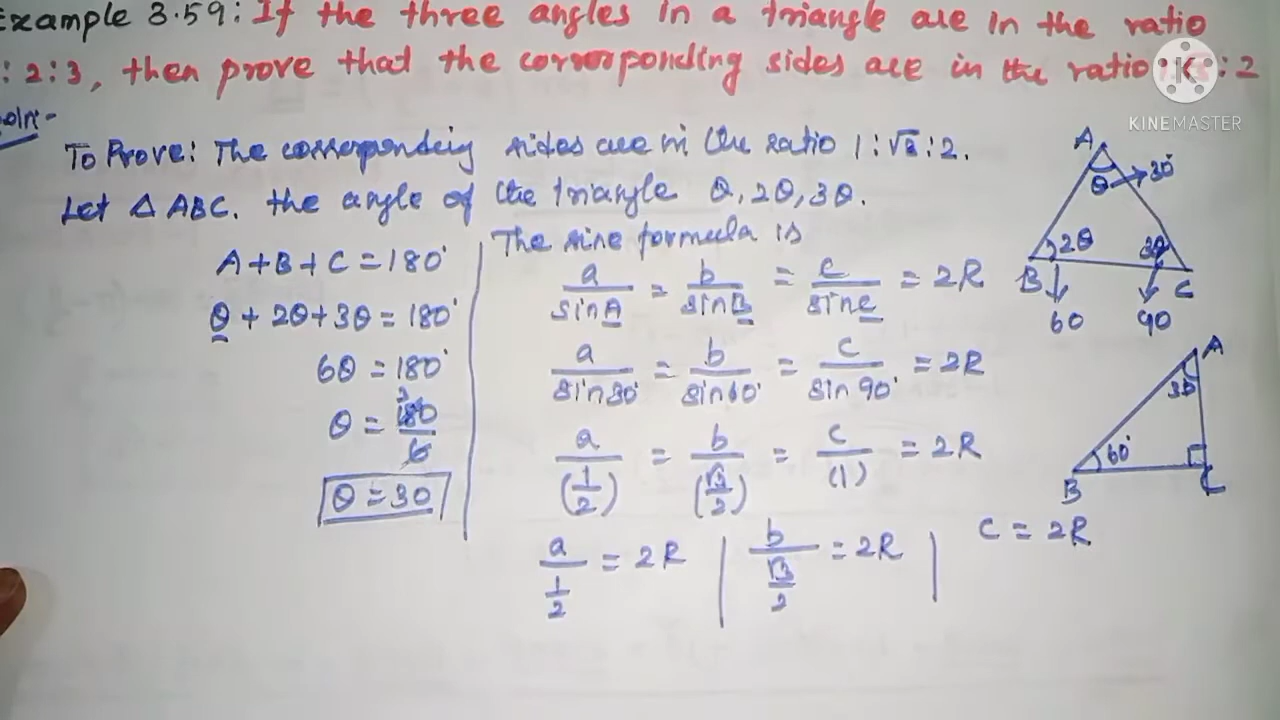 Example 3.59: If the three angles in a triangle are in the ratio
: 2 : 3, then prove that the corresponding sides are in the ratio : 2
KINEMASTER
Soln:-
To Prove: The corresponding sides are in the ratio 1 : √3 : 2.
Let △ ABC. the angle of the triangle θ, 2θ, 3θ.
A + B + C = 180°
θ + 2θ + 3θ = 180°
6θ = 180°
θ = 180/6
θ = 30
The sine formula is
a/sinA = b/sinB = c/sinC = 2R
a/sin30° = b/sin60° = c/sin90° = 2R
a/(1/2) = b/(√3/2) = c/(1) = 2R
a/(1/2) = 2R | b/(√3/2) = 2R | C = 2R
A
θ → 30°
2θ 3θ
B C
60 90
A
30
60°
B C